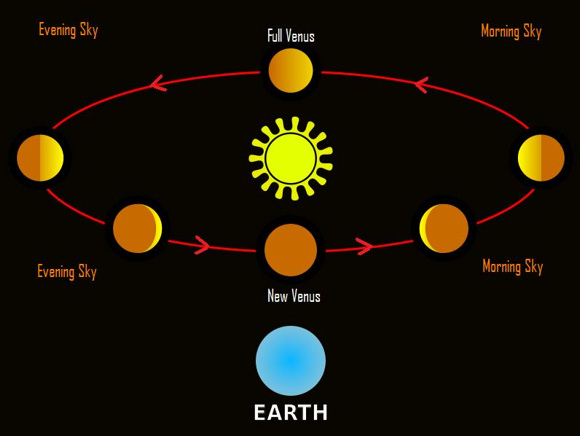 Evening Sky
Full Venus
Morning Sky
Evening Sky
Morning Sky
New Venus
EARTH